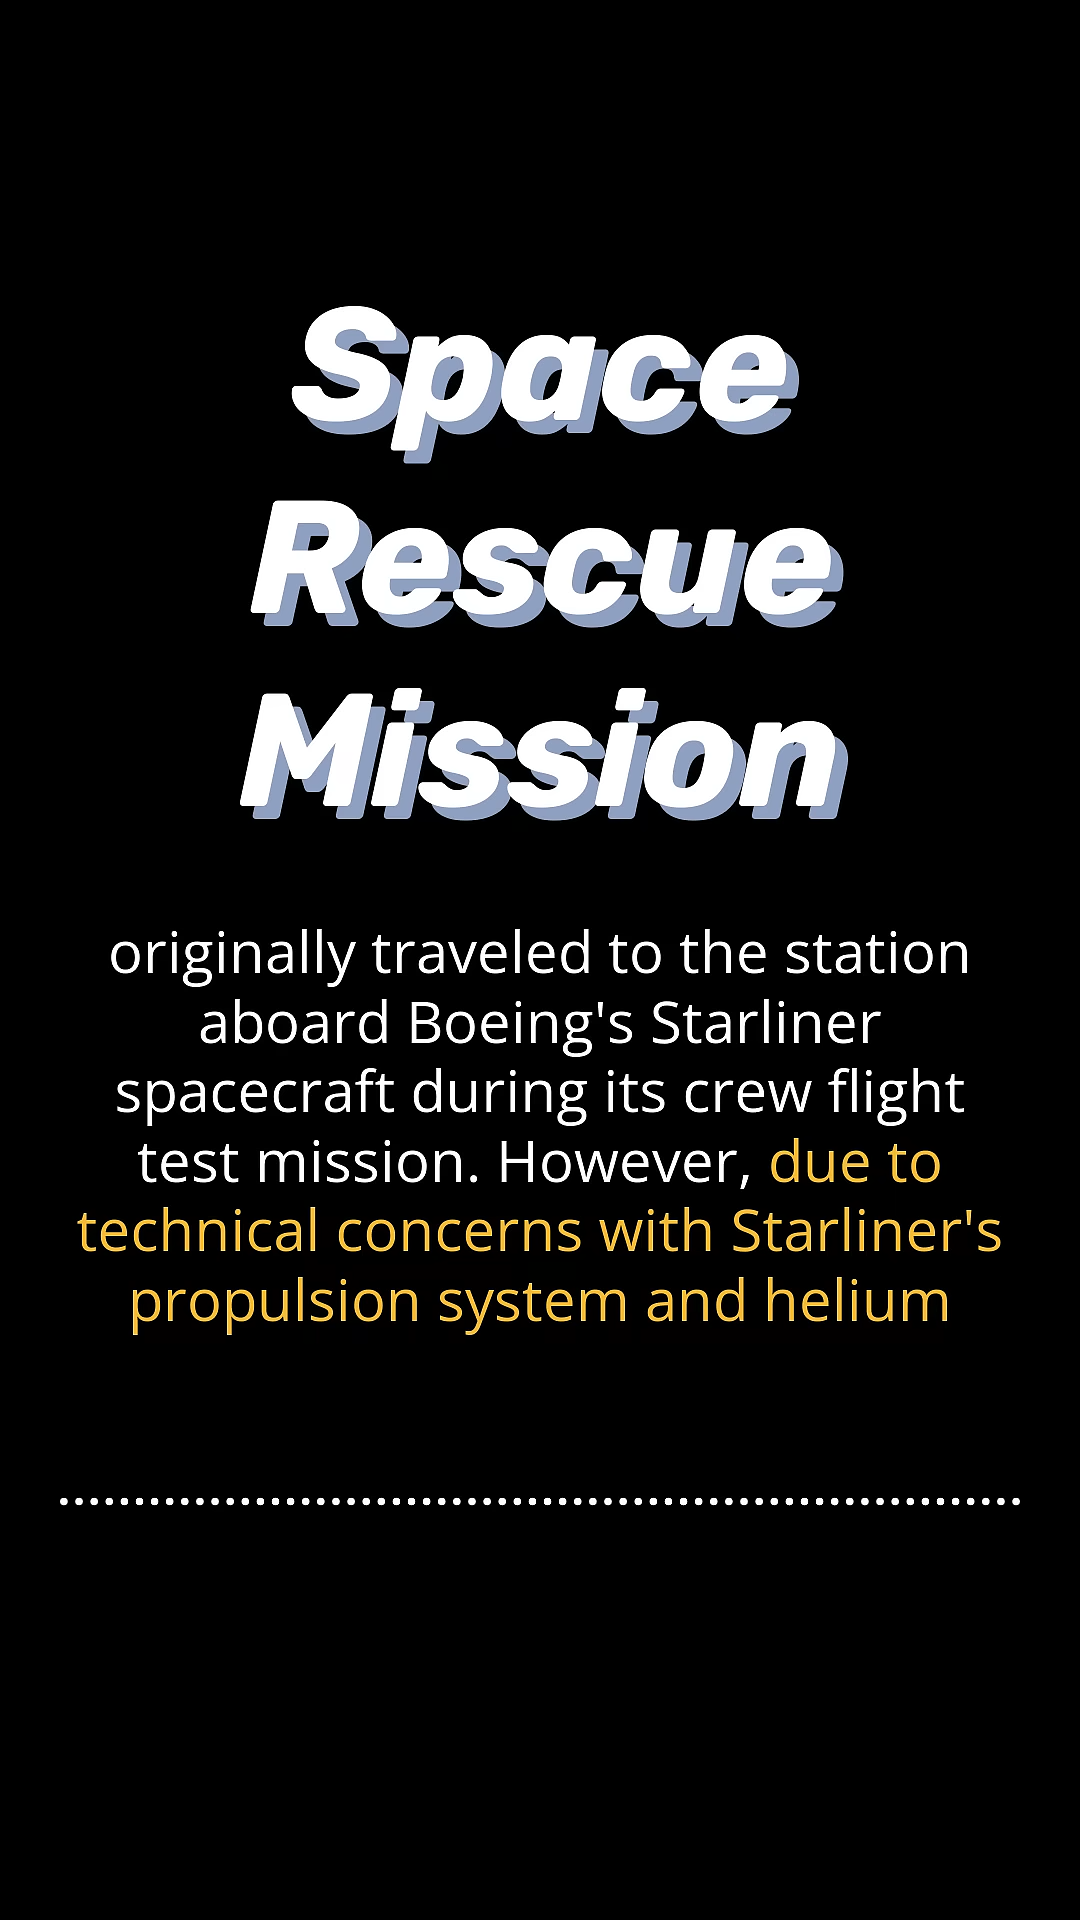 Space
Rescue
Mission
originally traveled to the station
aboard Boeing's Starliner
spacecraft during its crew flight
test mission. However, due to
technical concerns with Starliner's
propulsion system and helium